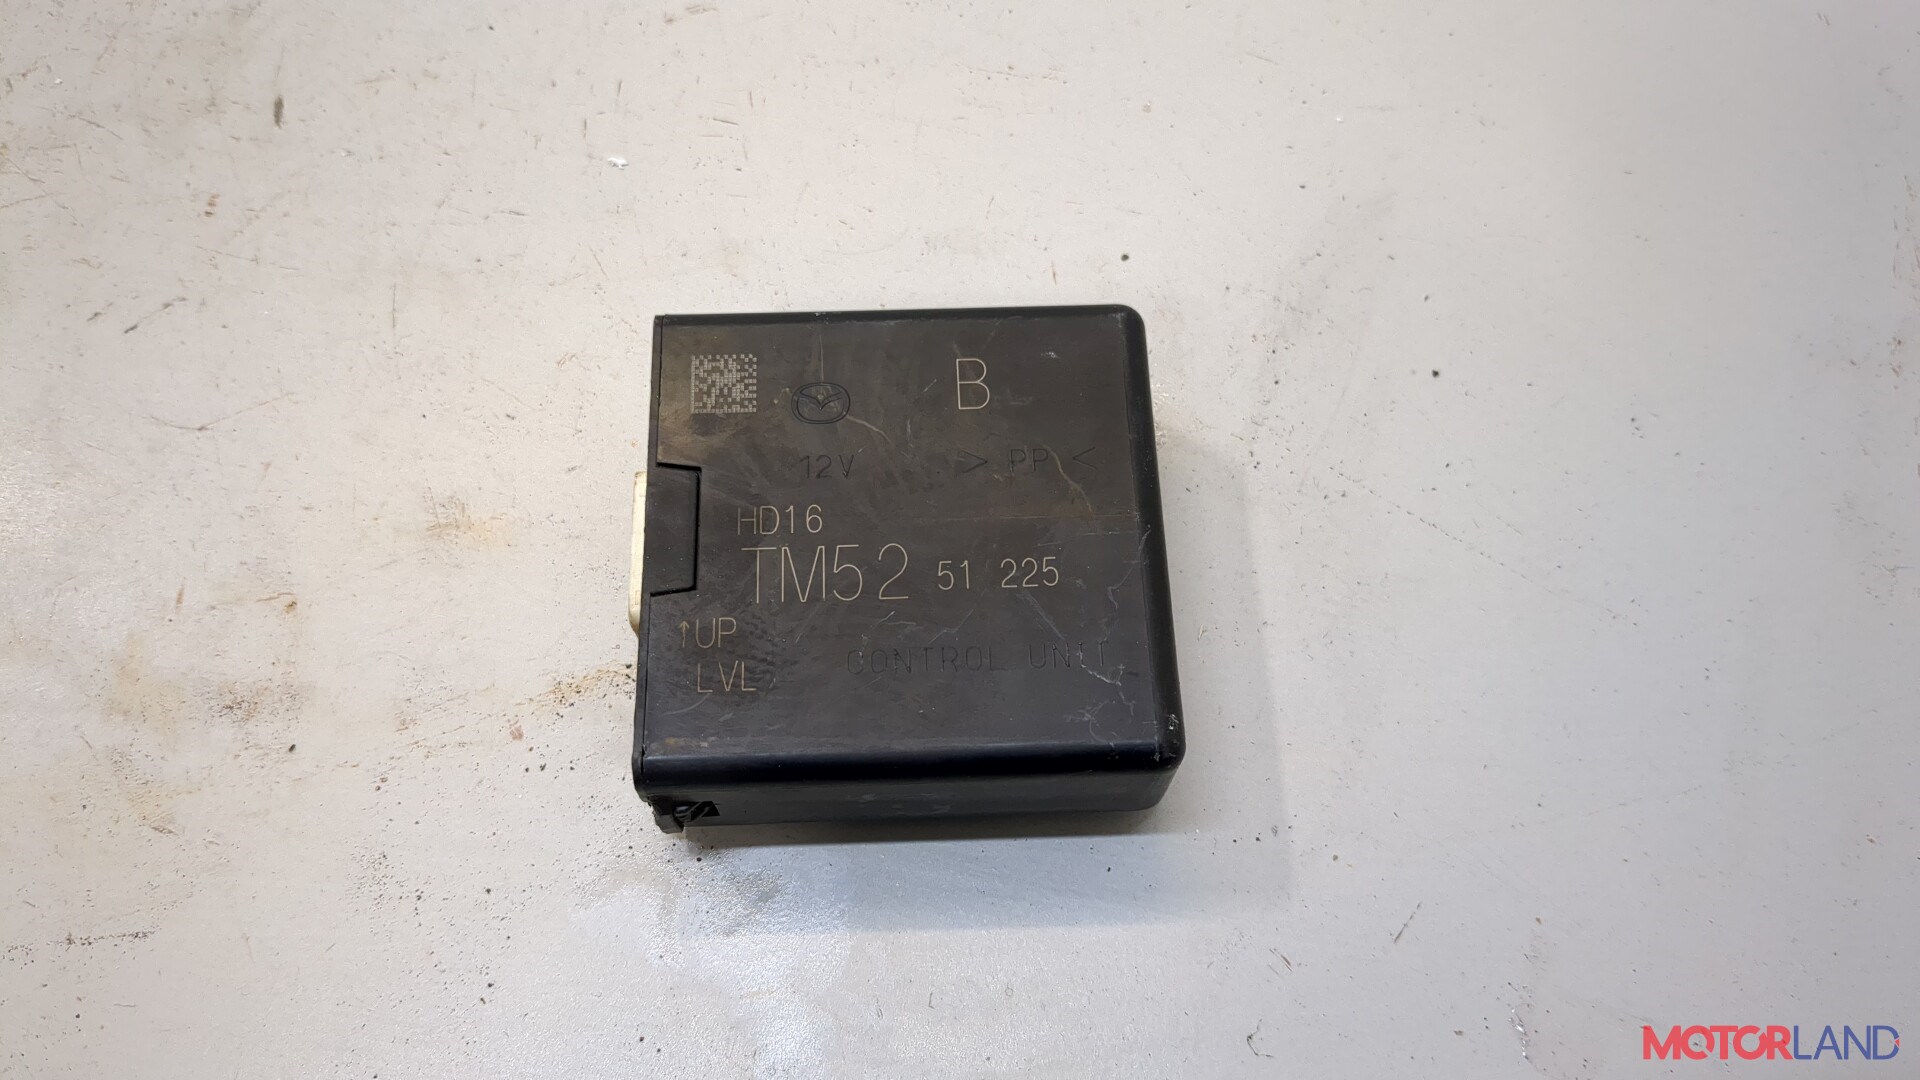 B
12V > PP <
HD16
TM52 51 225
↑UP
LVL
CONTROL UNIT
MOTORLAND